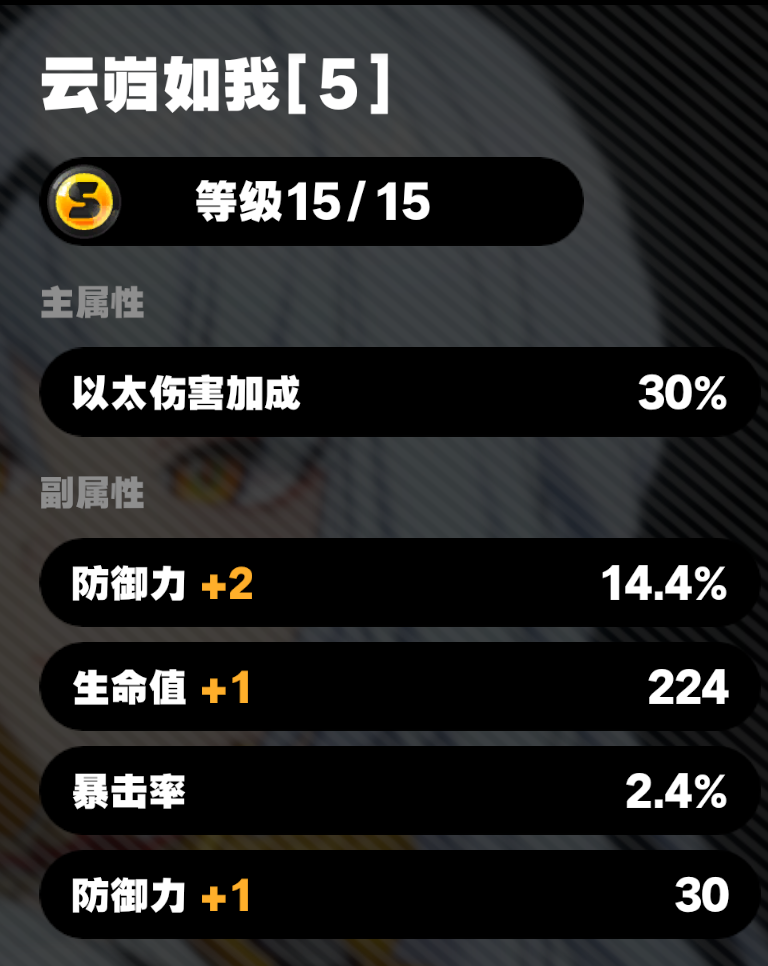 云岿如我[5]
S 等级15/15
主属性
以太伤害加成 30%
副属性
防御力 +2 14.4%
生命值 +1 224
暴击率 2.4%
防御力 +1 30